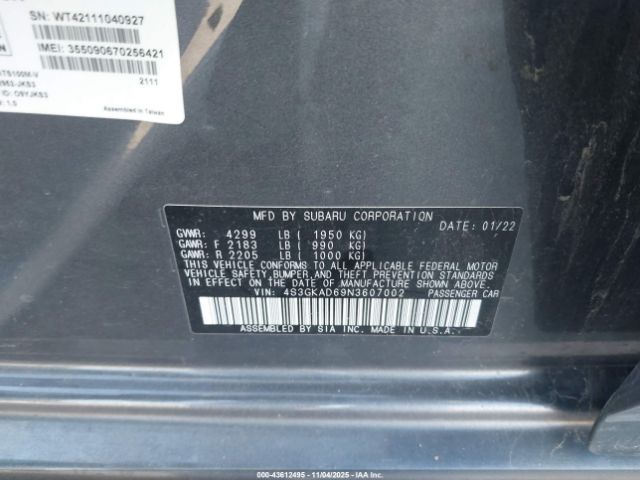 SN: WT42111040927
IMEI: 355090670256421
2111
Assembled in Taiwan
MFD BY SUBARU CORPORATION
DATE: 01/22
GVWR: 4299 LB ( 1950 KG)
GAWR: F 2183 LB ( 990 KG)
GAWR: R 2205 LB ( 1000 KG)
THIS VEHICLE CONFORMS TO ALL APPLICABLE FEDERAL MOTOR
VEHICLE SAFETY, BUMPER, AND THEFT PREVENTION STANDARDS
IN EFFECT ON THE DATE OF MANUFACTURE SHOWN ABOVE.
VIN: 4S3GKAD69N3607002 PASSENGER CAR
ASSEMBLED BY SIA INC. MADE IN U.S.A.
000-43612495 - 11/04/2025 - IAAI.COM